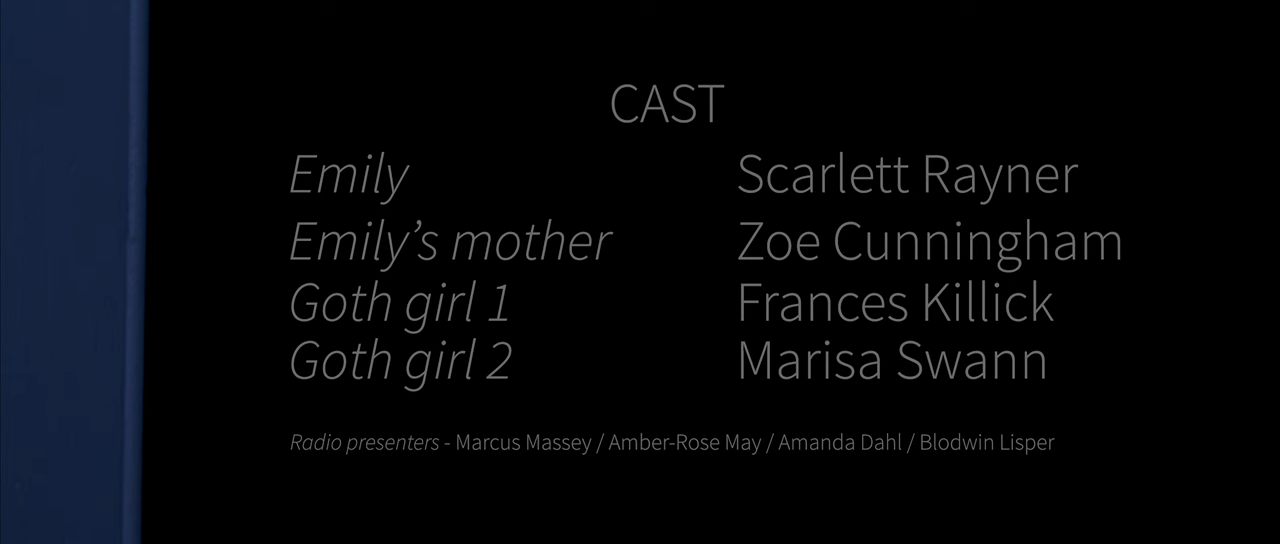 CAST
Emily Scarlett Rayner
Emily’s mother Zoe Cunningham
Goth girl 1 Frances Killick
Goth girl 2 Marisa Swann
Radio presenters - Marcus Massey / Amber-Rose May / Amanda Dahl / Blodwin Lisper